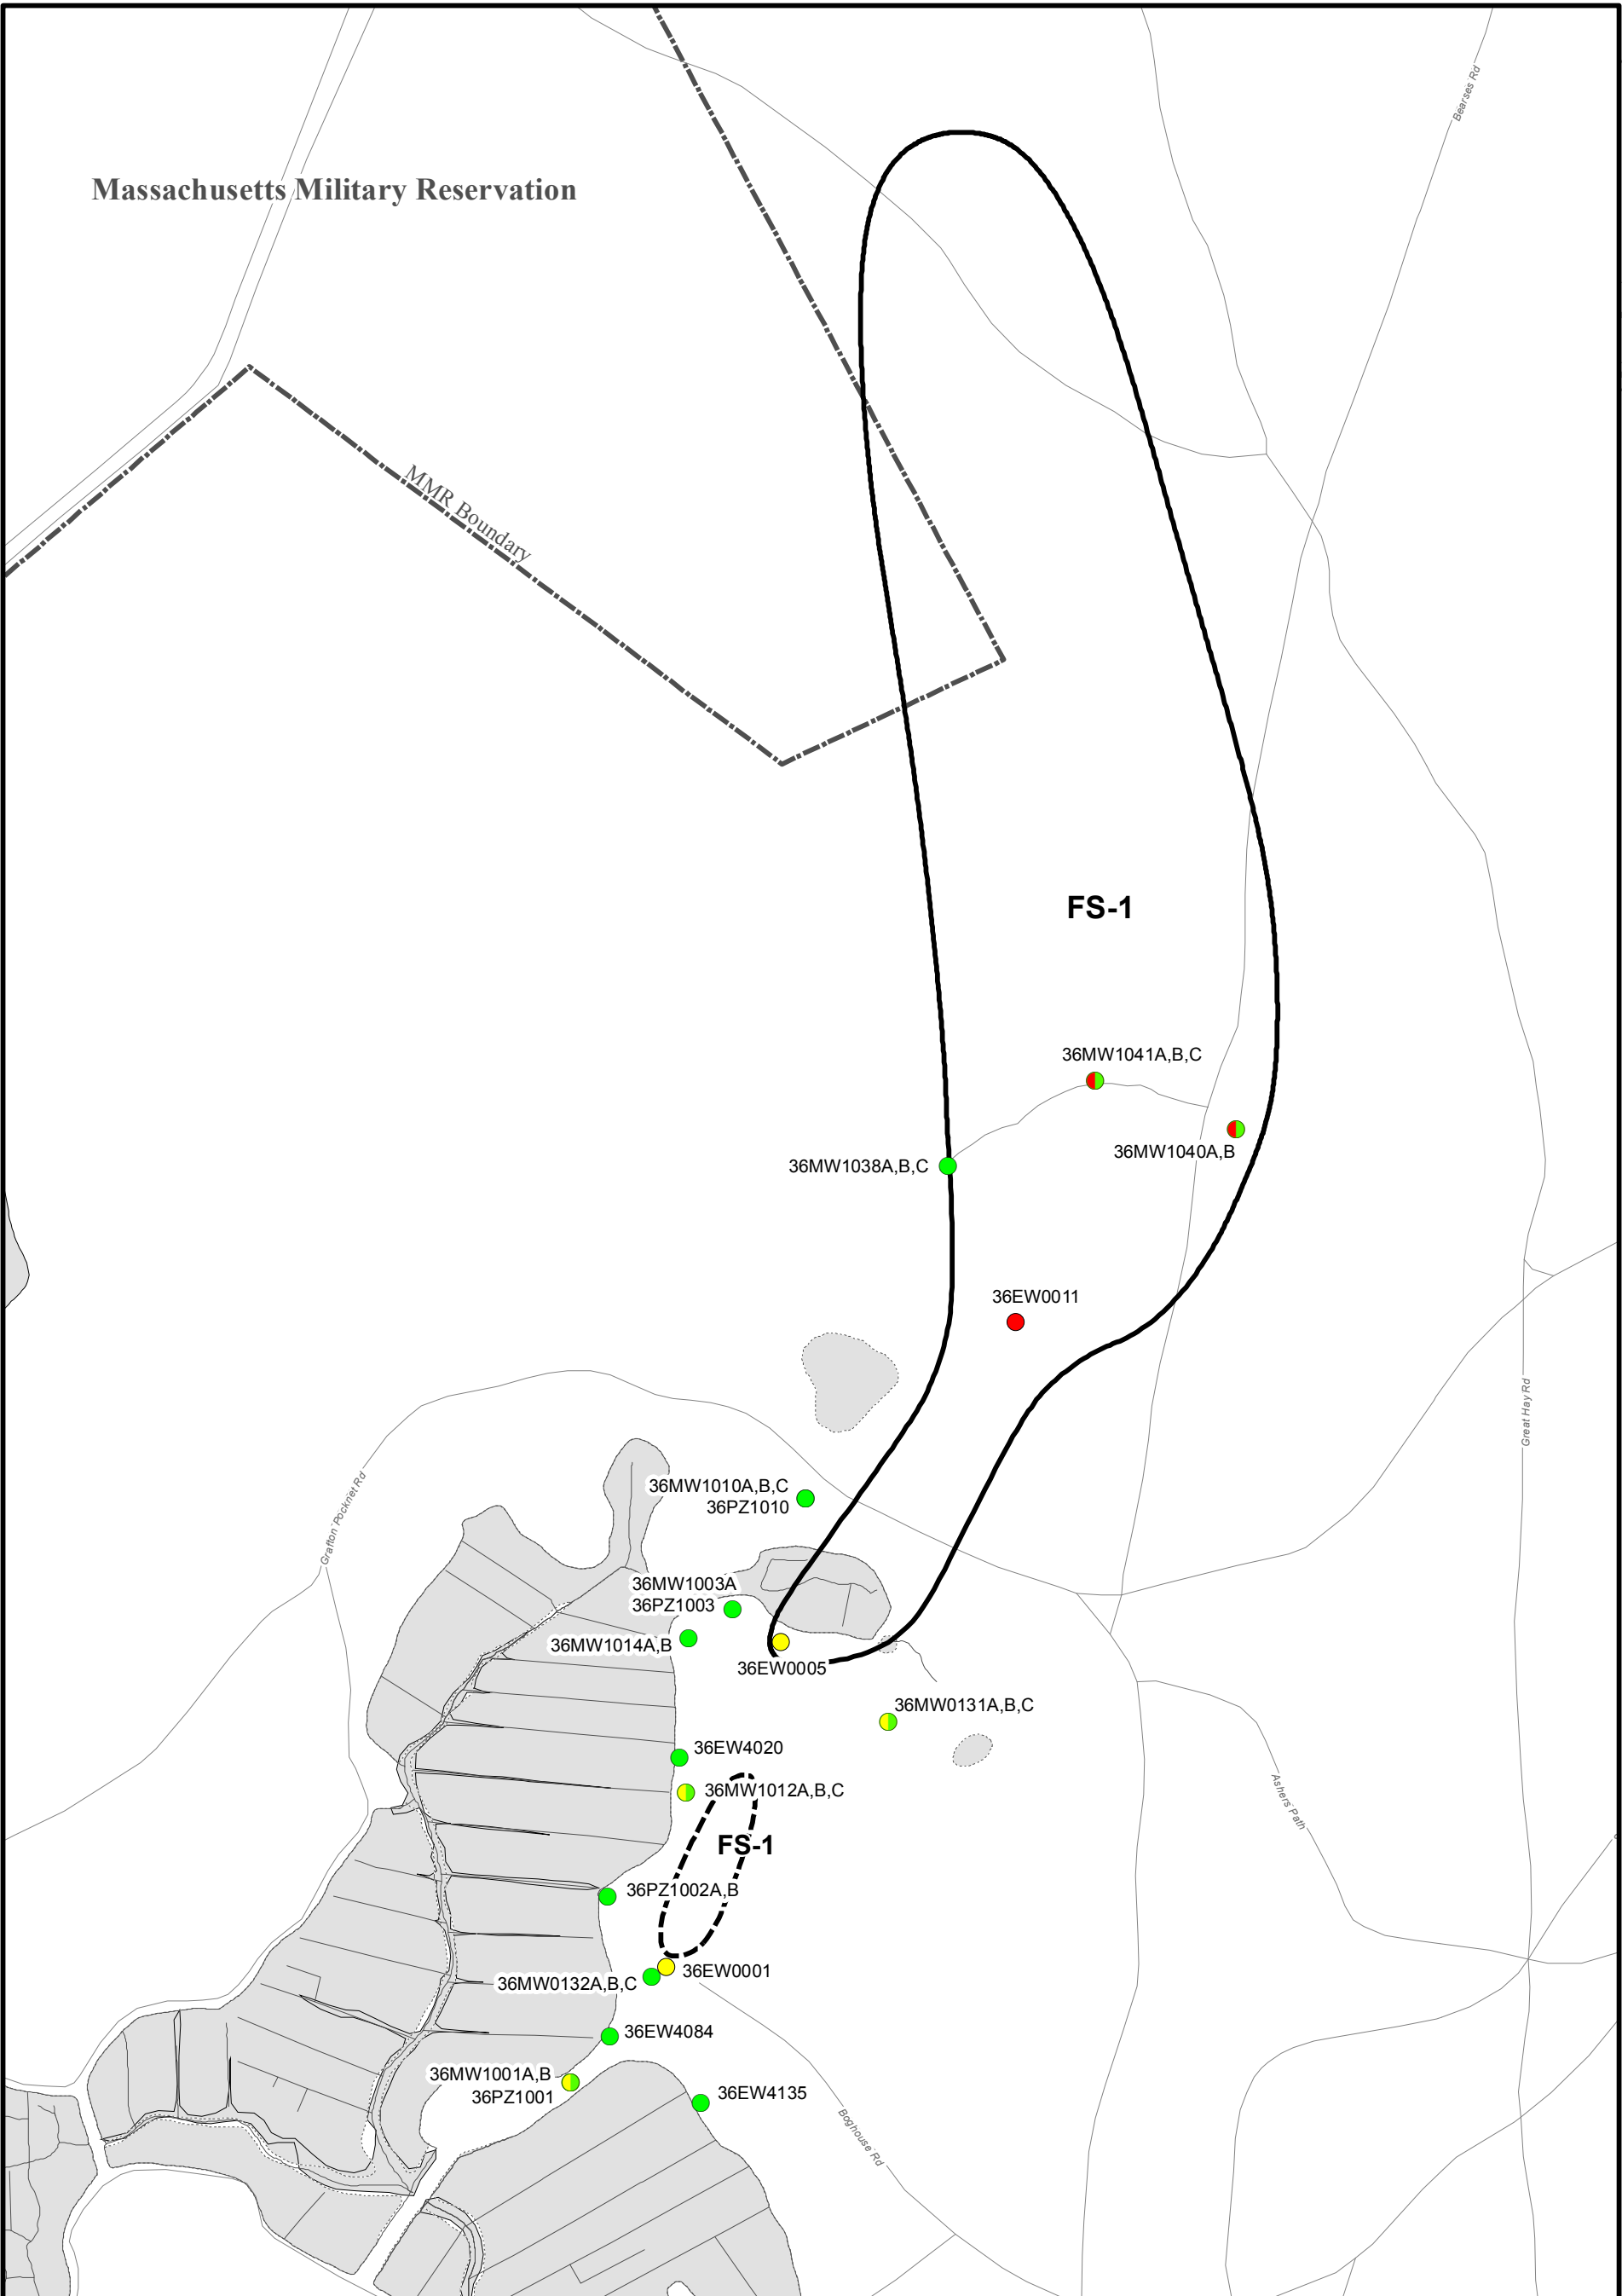 Bearses Rd
Massachusetts Military Reservation
MMR Boundary
FS-1
36MW1041A,B,C
36MW1040A,B
36MW1038A,B,C
36EW0011
Great Hay Rd
Grafton Pocknet Rd
36MW1010A,B,C
36PZ1010
36MW1003A
36PZ1003
36MW1014A,B
36EW0005
36MW0131A,B,C
36EW4020
36MW1012A,B,C
Ashers Path
FS-1
36PZ1002A,B
36EW0001
36MW0132A,B,C
36EW4084
36MW1001A,B
36PZ1001
36EW4135
Boghouse Rd